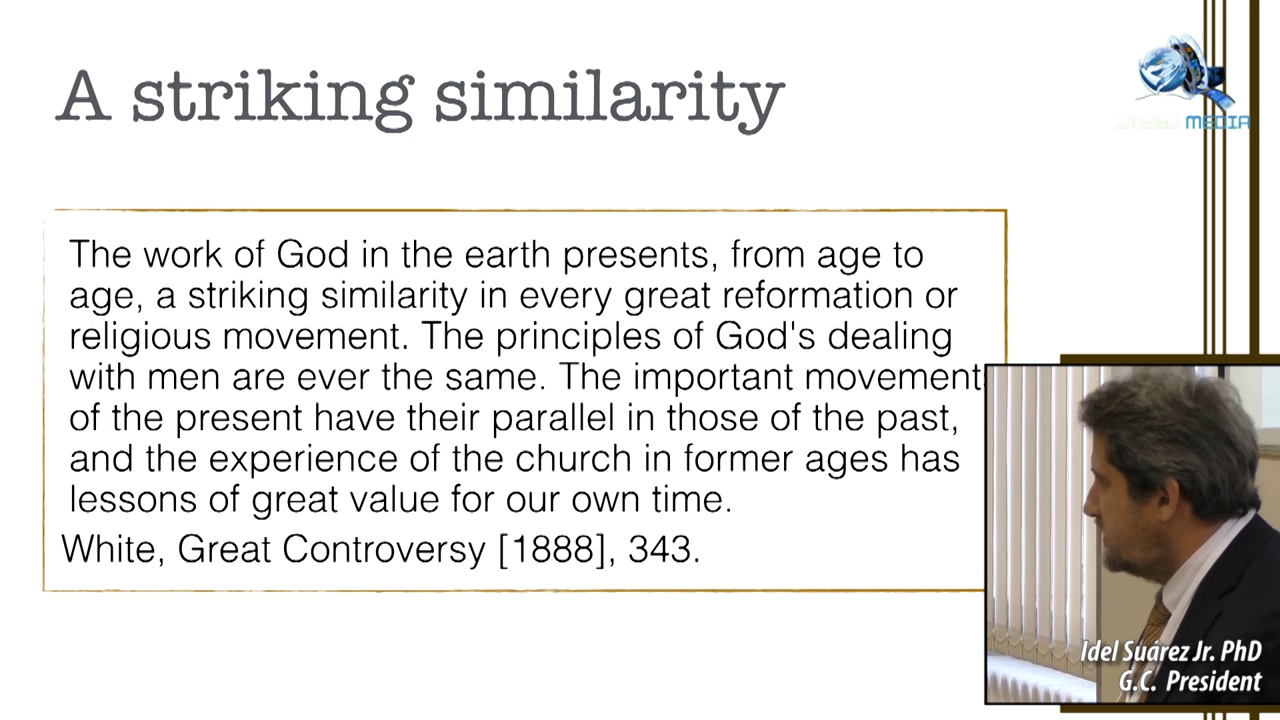 A striking similarity
MEDIA
The work of God in the earth presents, from age to
age, a striking similarity in every great reformation or
religious movement. The principles of God's dealing
with men are ever the same. The important movement
of the present have their parallel in those of the past,
and the experience of the church in former ages has
lessons of great value for our own time.
White, Great Controversy [1888], 343.
Idel Suárez Jr. PhD
G.C. President